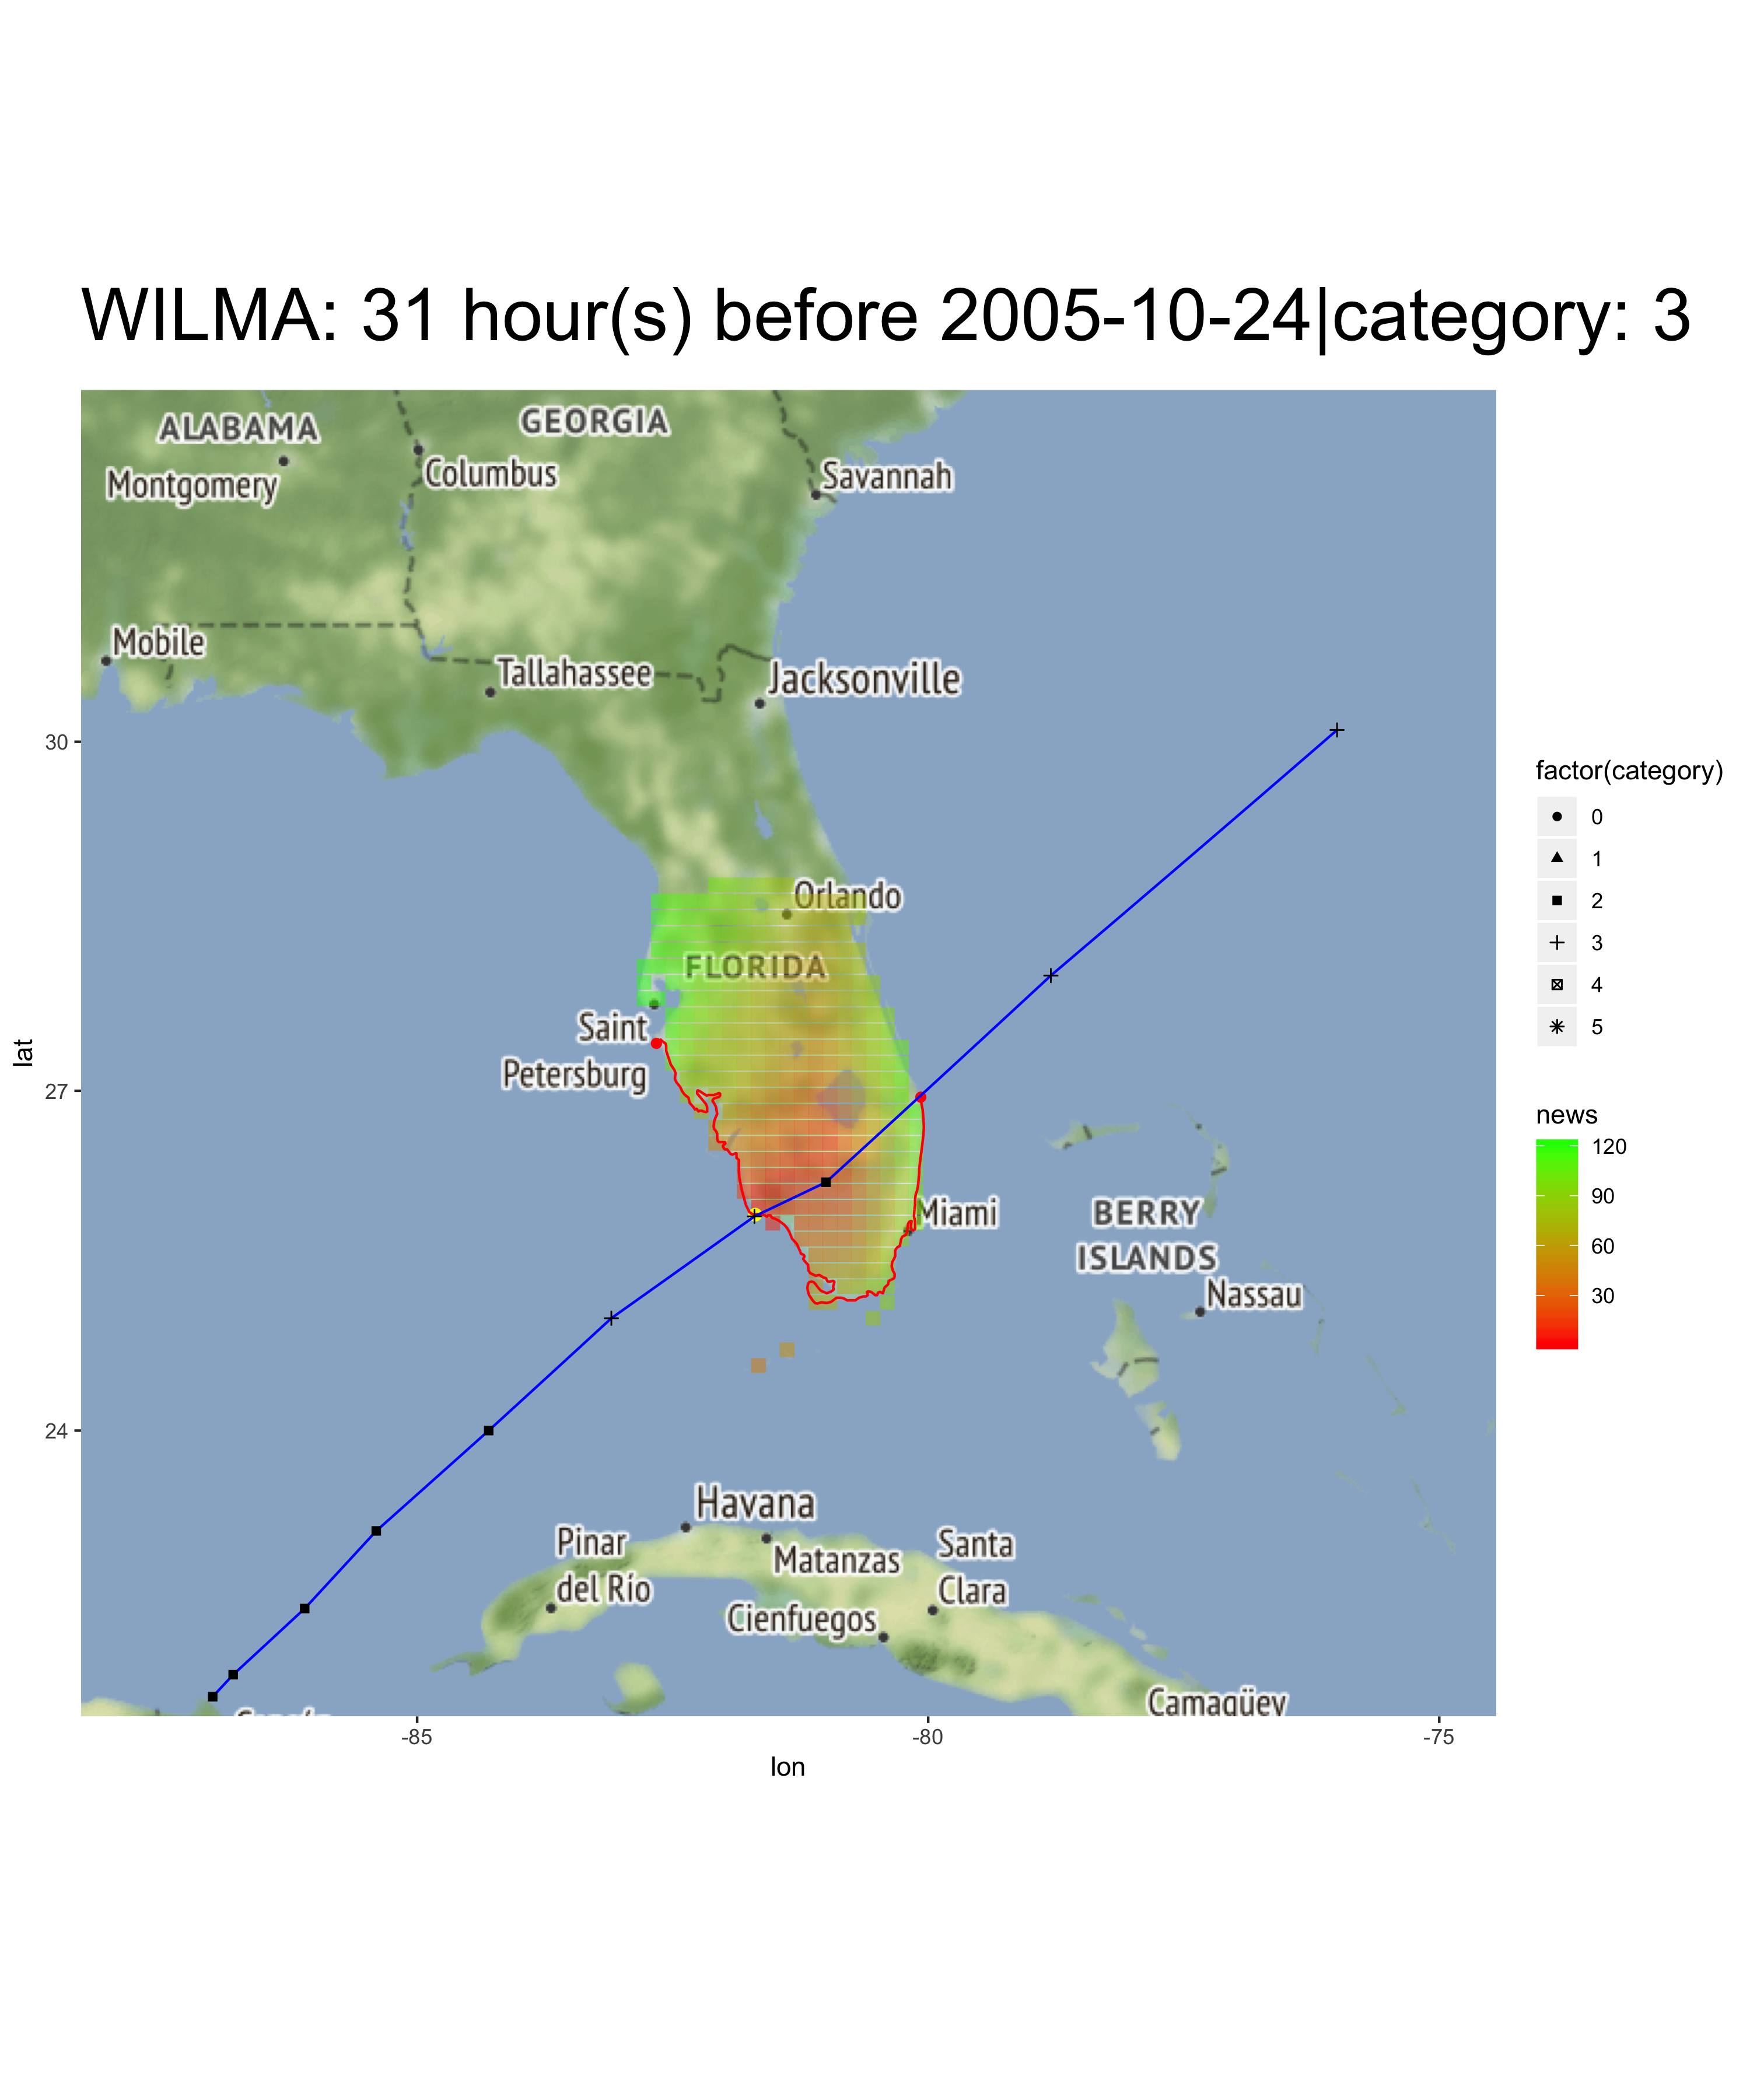 WILMA: 31 hour(s) before 2005-10-24|category: 3
ALABAMA
GEORGIA
Montgomery
Columbus
Savannah
Mobile
Tallahassee
Jacksonville
30
Orlando
FLORIDA
Saint
Petersburg
27
lat
Miami
BERRY
ISLANDS
Nassau
24
Havana
Pinar
del Río
Matanzas
Santa
Clara
Cienfuegos
Camagüey
-85
-80
-75
lon
factor(category)
0
1
2
3
4
5
news
120
90
60
30